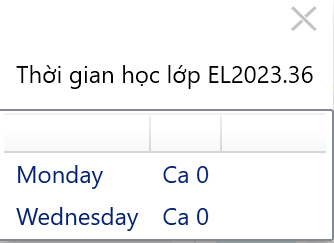 Thời gian học lớp EL2023.36
Monday Ca 0
Wednesday Ca 0